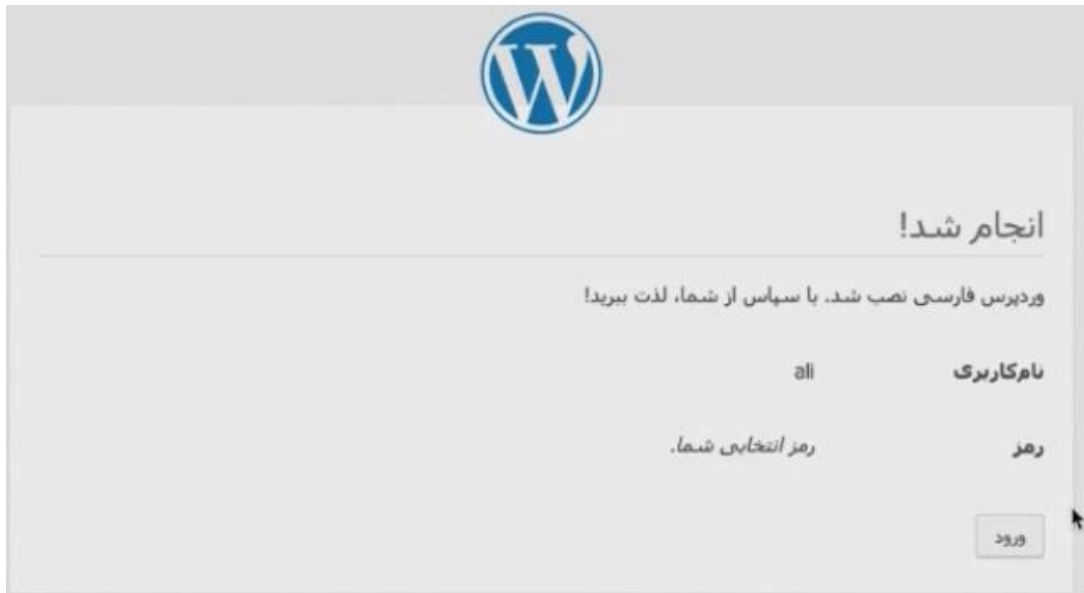 انجام شد!
وردپرس فارسی نصب شد. با سپاس از شما، لذت ببرید!
نام‌کاربری ali
رمز رمز انتخابی شما.
ورود